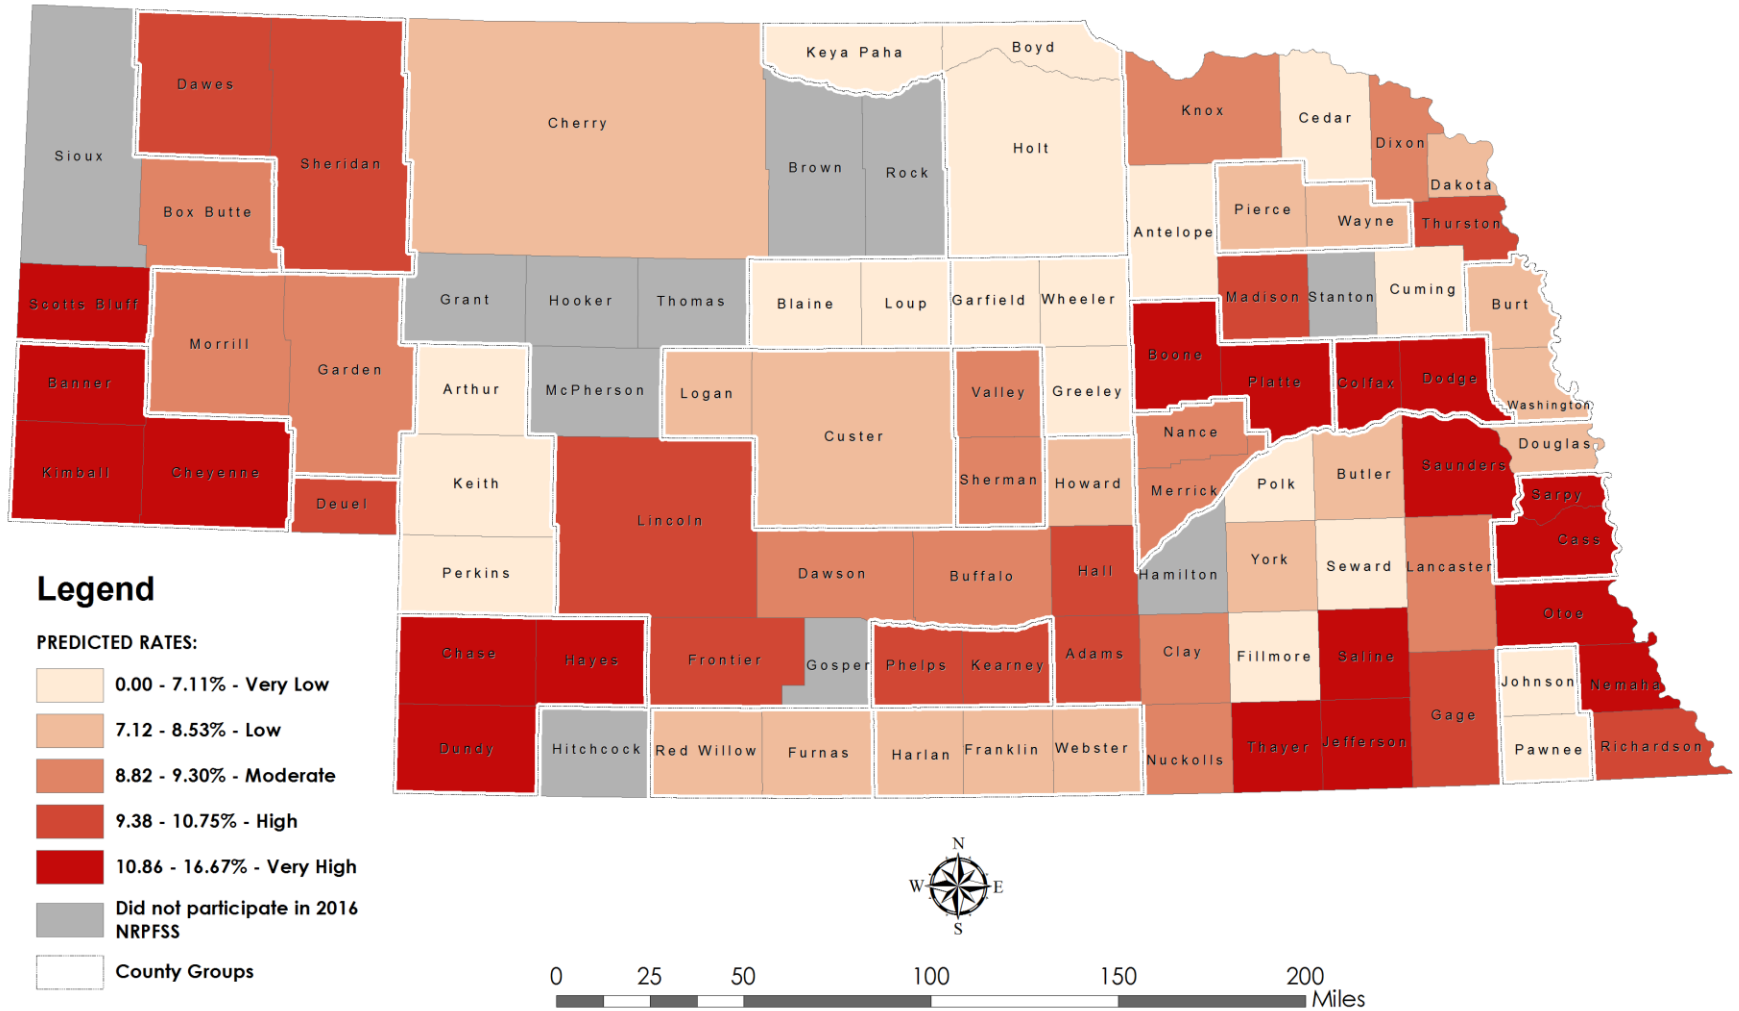 Keya Paha
Boyd
Dawes
Knox
Cedar
Cherry
Dixon
Holt
Sioux
Sheridan
Brown
Rock
Dakota
Box Butte
Pierce
Wayne
Thurston
Antelope
Scotts Bluff
Grant
Hooker
Thomas
Blaine
Loup
Garfield
Wheeler
Madison
Stanton
Cuming
Burt
Morrill
Garden
Boone
Banner
Arthur
McPherson
Logan
Valley
Greeley
Platte
Colfax
Dodge
Washington
Custer
Nance
Douglas
Kimball
Cheyenne
Keith
Sherman
Howard
Merrick
Polk
Butler
Saunders
Deuel
Lincoln
Sarpy
Cass
Perkins
Dawson
Buffalo
Hall
Hamilton
York
Seward
Lancaster
Otoe
Chase
Hayes
Frontier
Gosper
Phelps
Kearney
Adams
Clay
Fillmore
Saline
Johnson
Nemaha
Gage
Dundy
Hitchcock
Red Willow
Furnas
Harlan
Franklin
Webster
Nuckolls
Thayer
Jefferson
Pawnee
Richardson
Legend
PREDICTED RATES:
0.00 - 7.11% - Very Low
7.12 - 8.53% - Low
8.82 - 9.30% - Moderate
9.38 - 10.75% - High
10.86 - 16.67% - Very High
Did not participate in 2016
NRPFSS
County Groups
N
W
E
S
0 25 50 100 150 200
Miles